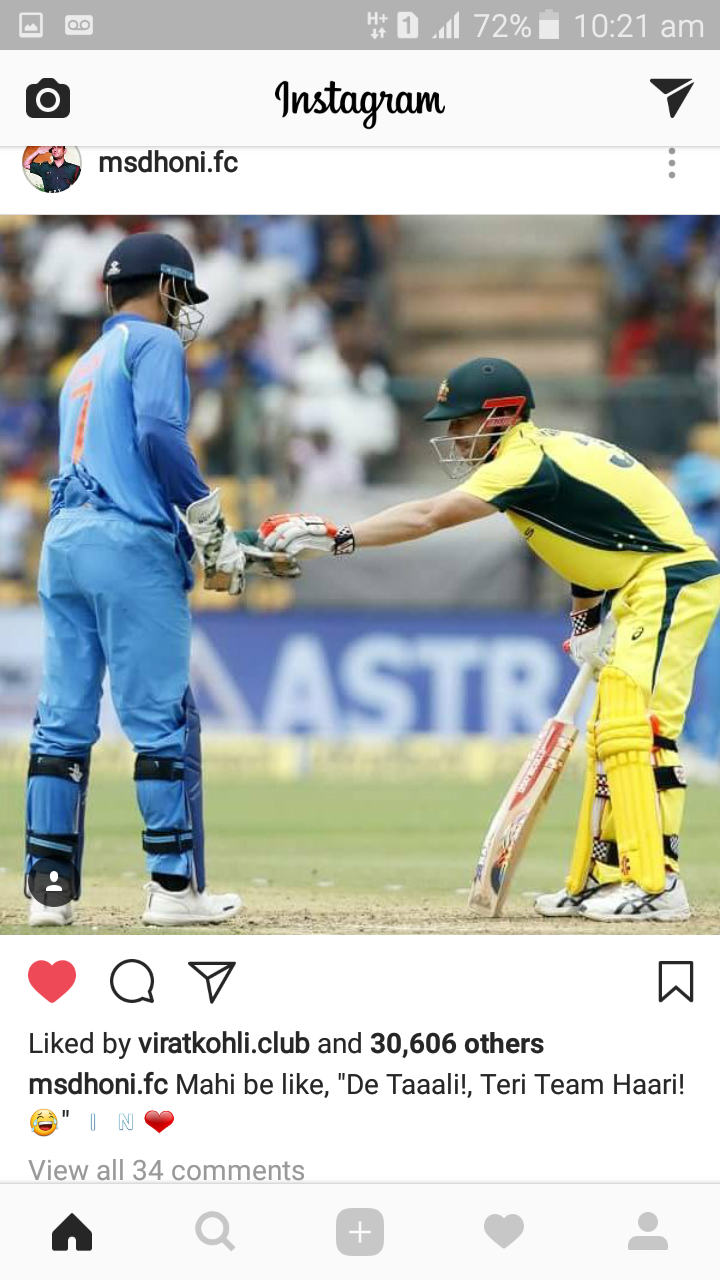 H+ 1 72% 10:21 am
Instagram
msdhoni.fc
7
ASTR
Liked by viratkohli.club and 30,606 others
msdhoni.fc Mahi be like, "De Taaali!, Teri Team Haari!
😂" 🇮 🇳 ❤
View all 34 comments